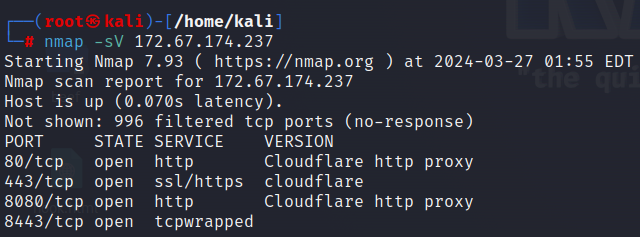 ┌──(root㉿kali)-[/home/kali]
└─# nmap -sV 172.67.174.237
Starting Nmap 7.93 ( https://nmap.org ) at 2024-03-27 01:55 EDT
Nmap scan report for 172.67.174.237
Host is up (0.070s latency).
Not shown: 996 filtered tcp ports (no-response)
PORT     STATE SERVICE    VERSION
80/tcp   open  http       Cloudflare http proxy
443/tcp  open  ssl/https  cloudflare
8080/tcp open  http       Cloudflare http proxy
8443/tcp open  tcpwrapped
"the qui